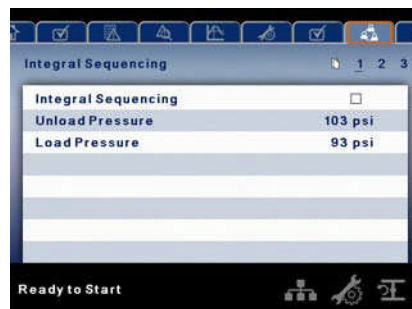 Integral Sequencing 1 2 3
Integral Sequencing
Unload Pressure 103 psi
Load Pressure 93 psi
Ready to Start